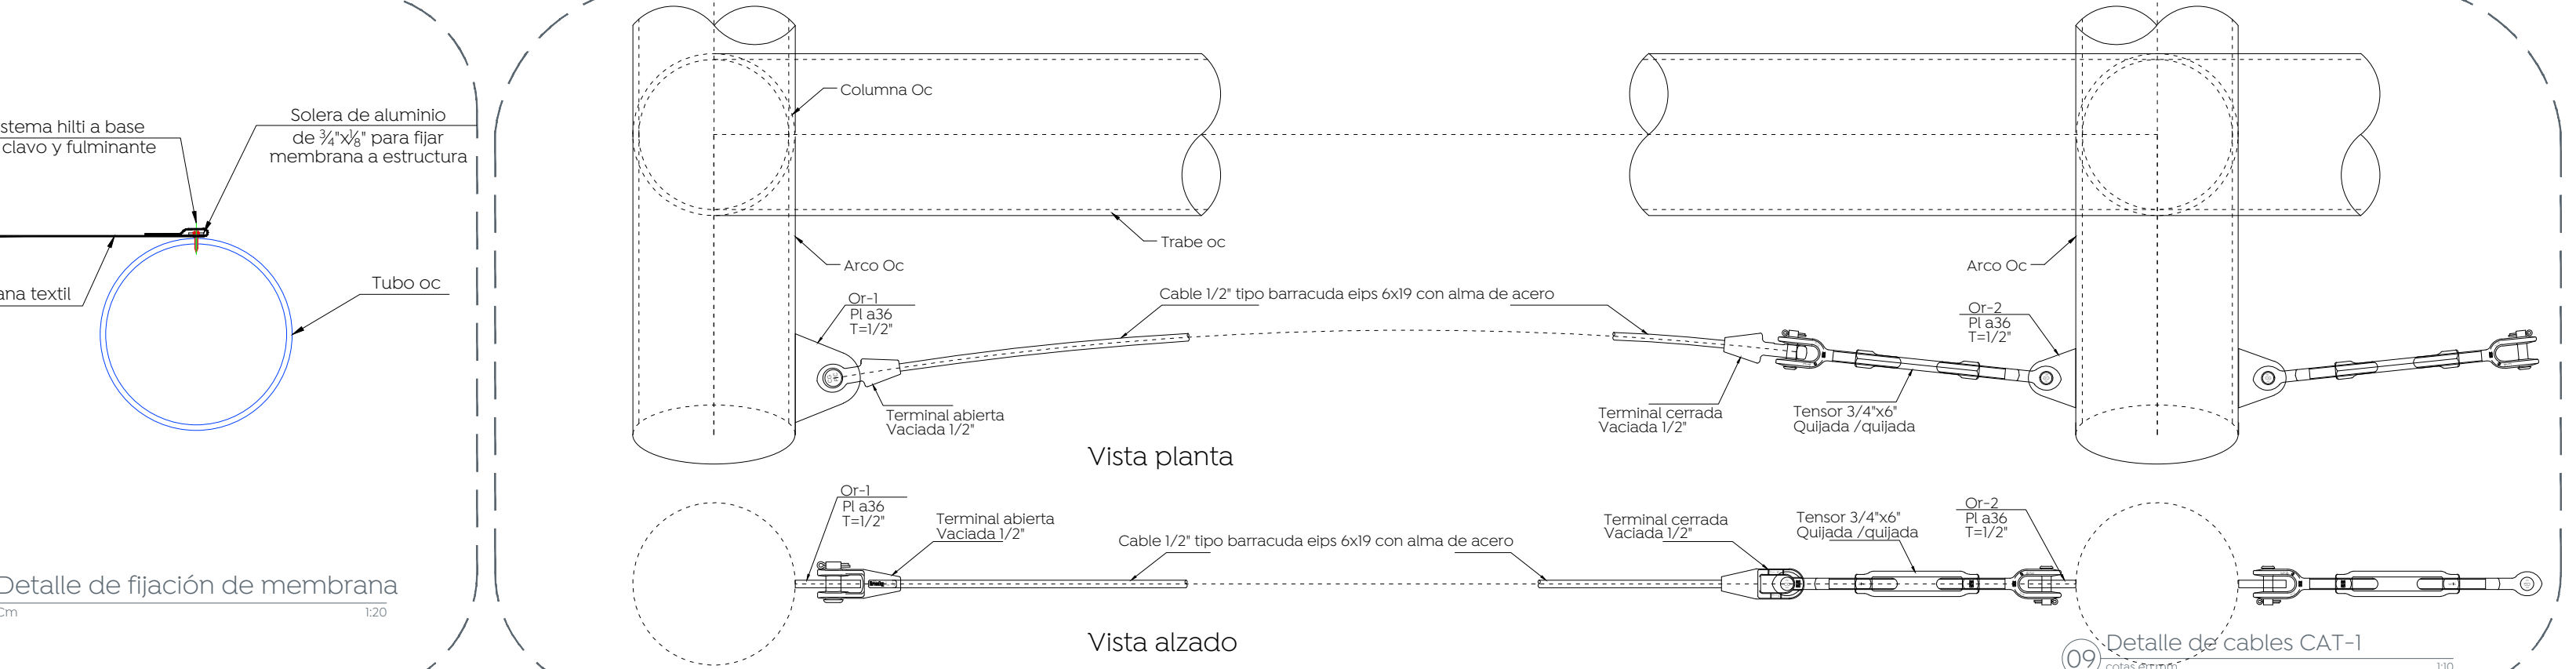 stema hilti a base
clavo y fulminante
Solera de aluminio
de 3/4"x1/8" para fijar
membrana a estructura
ana textil
Tubo oc
Detalle de fijación de membrana
Cm
1:20
Columna Oc
Trabe oc
Arco Oc
Arco Oc
Or-1
Pl a36
T=1/2"
Cable 1/2" tipo barracuda eips 6x19 con alma de acero
Or-2
Pl a36
T=1/2"
Terminal abierta
Vaciada 1/2"
Terminal cerrada
Vaciada 1/2"
Tensor 3/4"x6"
Quijada /quijada
Vista planta
Or-1
Pl a36
T=1/2"
Terminal abierta
Vaciada 1/2"
Cable 1/2" tipo barracuda eips 6x19 con alma de acero
Terminal cerrada
Vaciada 1/2"
Tensor 3/4"x6"
Quijada /quijada
Or-2
Pl a36
T=1/2"
Vista alzado
09
Detalle de cables CAT-1
cotas en mm
1:10